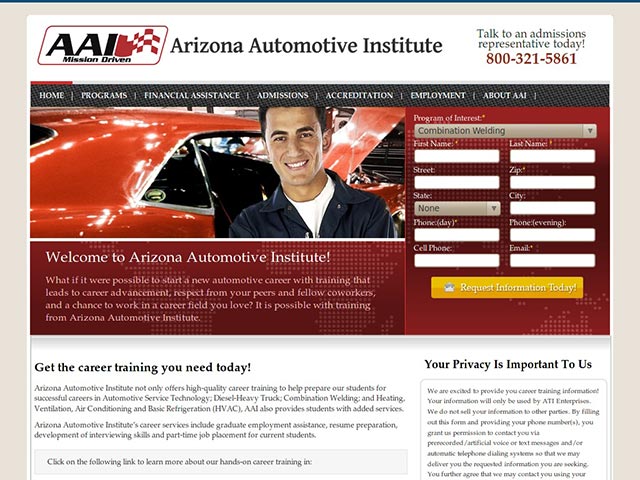 AAI
Mission Driven
Arizona Automotive Institute
Talk to an admissions
representative today!
800-321-5861
HOME | PROGRAMS | FINANCIAL ASSISTANCE | ADMISSIONS | ACCREDITATION | EMPLOYMENT | ABOUT AAI |
Program of Interest:*
Combination Welding
First Name: * Last Name: *
Street: Zip:*
State: City:
None
Phone:(day)* Phone:(evening):
Cell Phone: Email:*
Request Information Today!
Welcome to Arizona Automotive Institute!
What if it were possible to start a new automotive career with training that
leads to career advancement, respect from your peers and fellow coworkers,
and a chance to work in a career field you love? It is possible with training
from Arizona Automotive Institute.
Get the career training you need today!
Arizona Automotive Institute not only offers high-quality career training to help prepare our students for
successful careers in Automotive Service Technology; Diesel-Heavy Truck; Combination Welding; and Heating,
Ventilation, Air Conditioning and Basic Refrigeration (HVAC), AAI also provides students with added services.
Arizona Automotive Institute's career services include graduate employment assistance, resume preparation,
development of interviewing skills and part-time job placement for current students.
Click on the following link to learn more about our hands-on career training in:
Your Privacy Is Important To Us
We are excited to provide you career training information!
Your information will only be used by ATI Enterprises.
We do not sell your information to other parties. By filling
out this form and providing your phone number(s), you
grant us permission to contact you via
prerecorded/artificial voice or text messages and/or
automatic telephone dialing systems so that we may
deliver you the requested information you are seeking.
You further agree that we may contact you using your